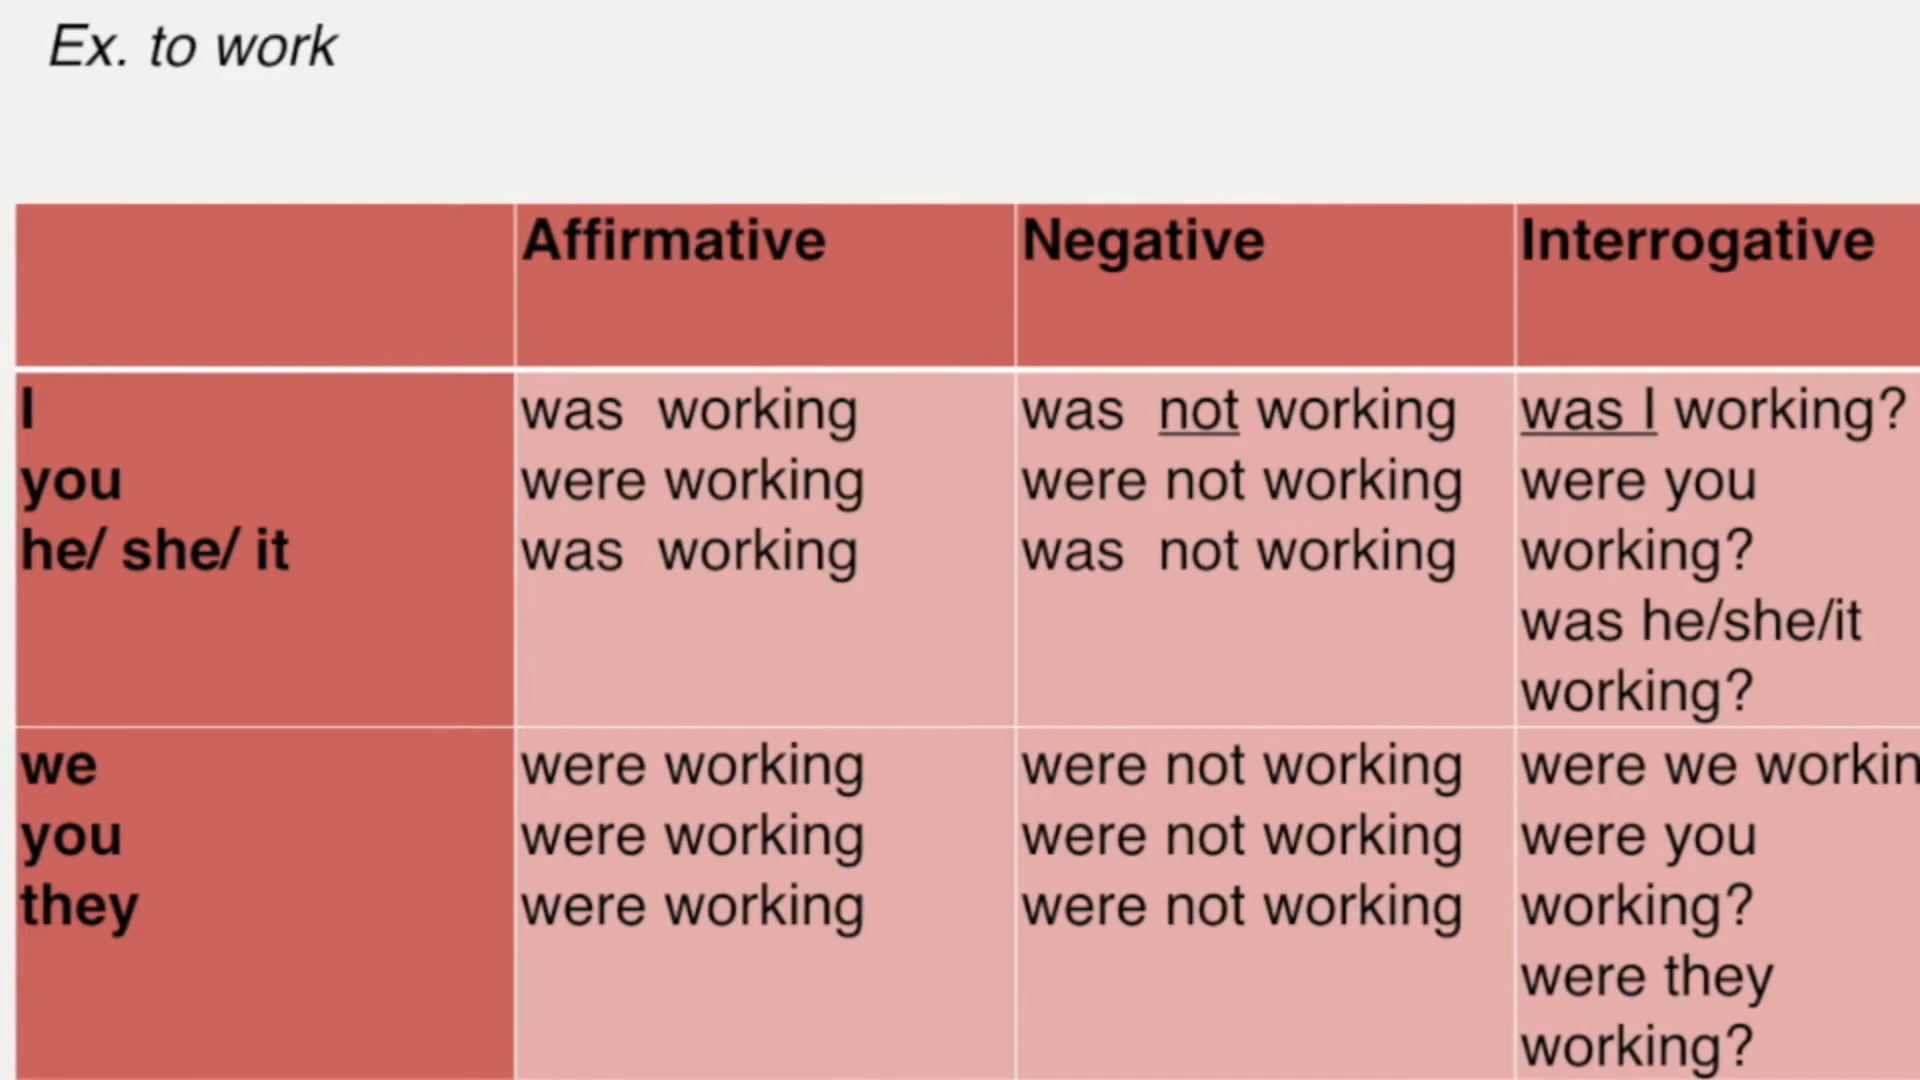 Ex. to work
Affirmative Negative Interrogative
I
you
he/ she/ it
was working
were working
was working
was not working
were not working
was not working
was I working?
were you
working?
was he/she/it
working?
we
you
they
were working
were working
were working
were not working
were not working
were not working
were we workin
were you
working?
were they
working?